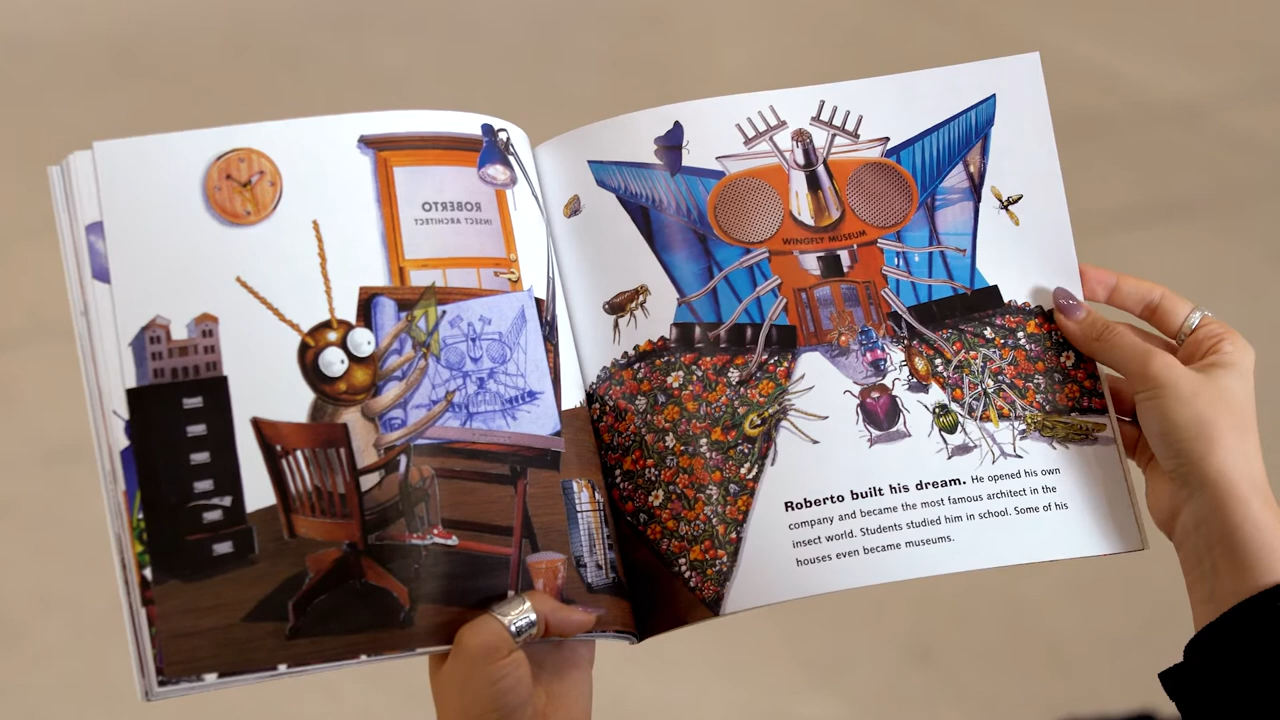 ROBERTO
INSECT ARCHITECT
WINGFLY MUSEUM
Roberto built his dream. He opened his own
company and became the most famous architect in the
insect world. Students studied him in school. Some of his
houses even became museums.